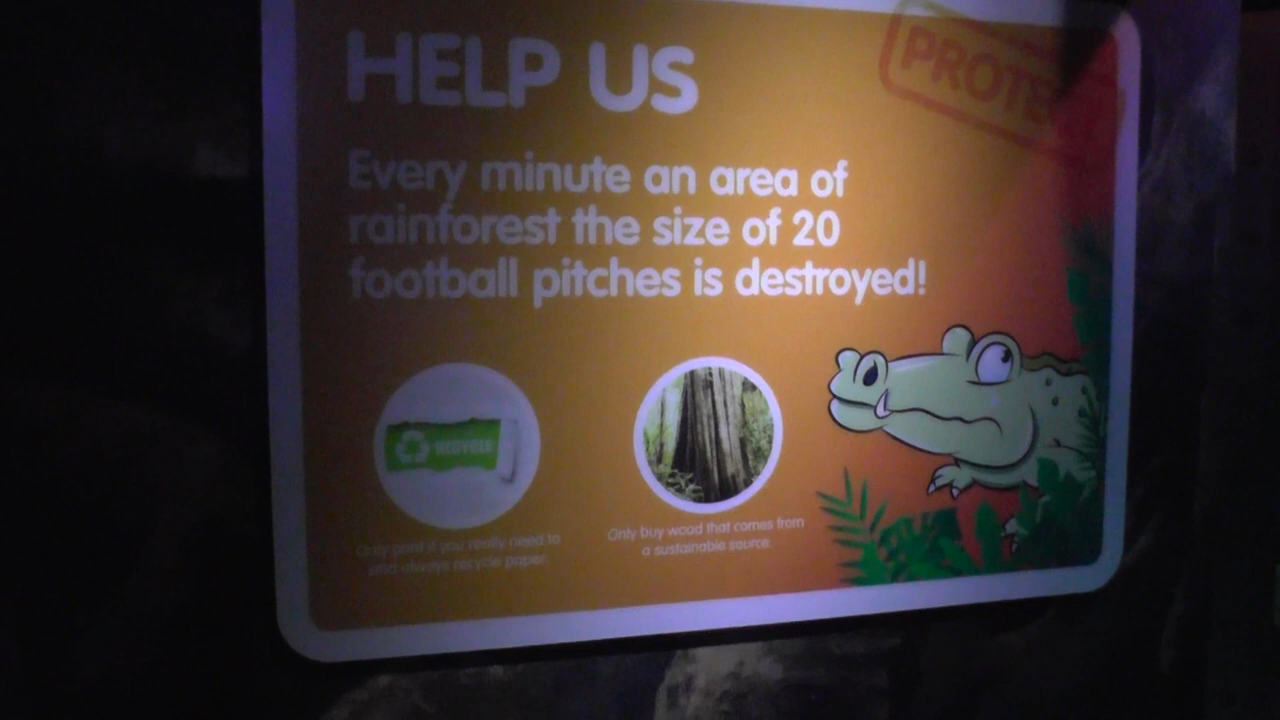 HELP US
PROTE
Every minute an area of
rainforest the size of 20
football pitches is destroyed!
RECYCLE
Only print if you really need to
and always recycle paper.
Only buy wood that comes from
a sustainable source.